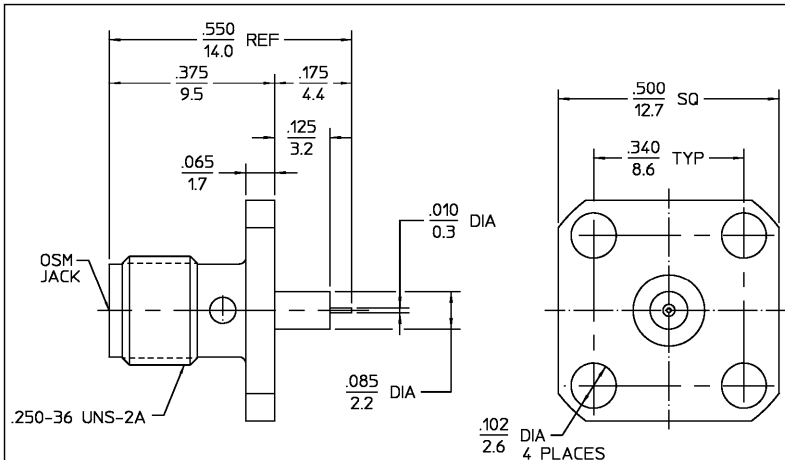 .550
14.0
REF
.375
9.5
.175
4.4
.125
3.2
.065
1.7
.010
0.3
DIA
OSM
JACK
.085
2.2
DIA
.250-36 UNS-2A
.500
12.7
SQ
.340
8.6
TYP
.102
2.6
DIA
4 PLACES